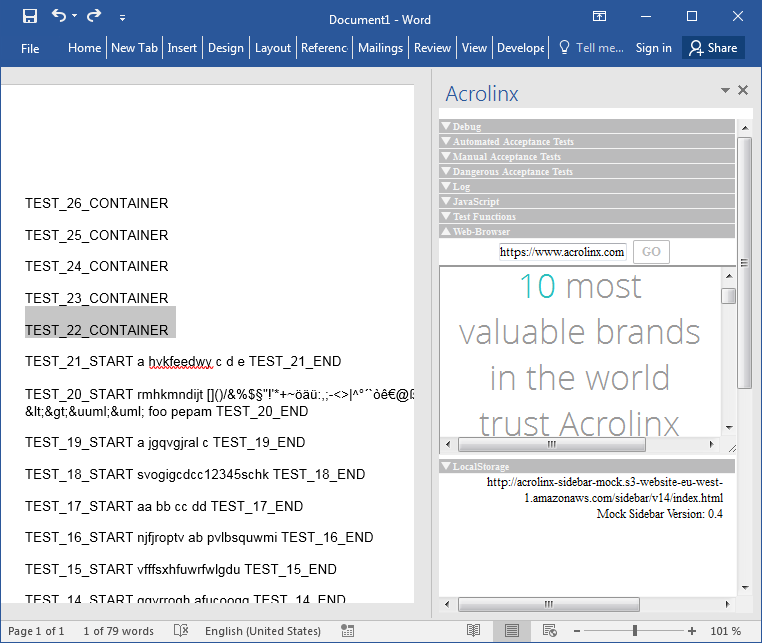 Document1 - Word
File Home New Tab Insert Design Layout Referenc Mailings Review View Develope Tell me... Sign in Share
Acrolinx
Debug
Automated Acceptance Tests
Manual Acceptance Tests
Dangerous Acceptance Tests
Log
JavaScript
Test Functions
Web-Browser
https://www.acrolinx.com GO
10 most
valuable brands
in the world
trust Acrolinx
LocalStorage
http://acrolinx-sidebar-mock.s3-website-eu-west-
1.amazonaws.com/sidebar/v14/index.html
Mock Sidebar Version: 0.4
TEST_26_CONTAINER
TEST_25_CONTAINER
TEST_24_CONTAINER
TEST_23_CONTAINER
TEST_22_CONTAINER
TEST_21_START a hvkfeedwy c d e TEST_21_END
TEST_20_START rmhkmndijt []()/&%$§"!'*+~öäü:,;-<>|^°´`òê€@ß
&lt;&gt;&uuml;&uml; foo pepam TEST_20_END
TEST_19_START a jgqvgjral c TEST_19_END
TEST_18_START svogigcdcc12345schk TEST_18_END
TEST_17_START aa bb cc dd TEST_17_END
TEST_16_START njfjroptv ab pvlbsquwmi TEST_16_END
TEST_15_START vfffsxhfuwrfwlgdu TEST_15_END
TEST_14_START TEST_14_END
Page 1 of 1 1 of 79 words English (United States) 101 %